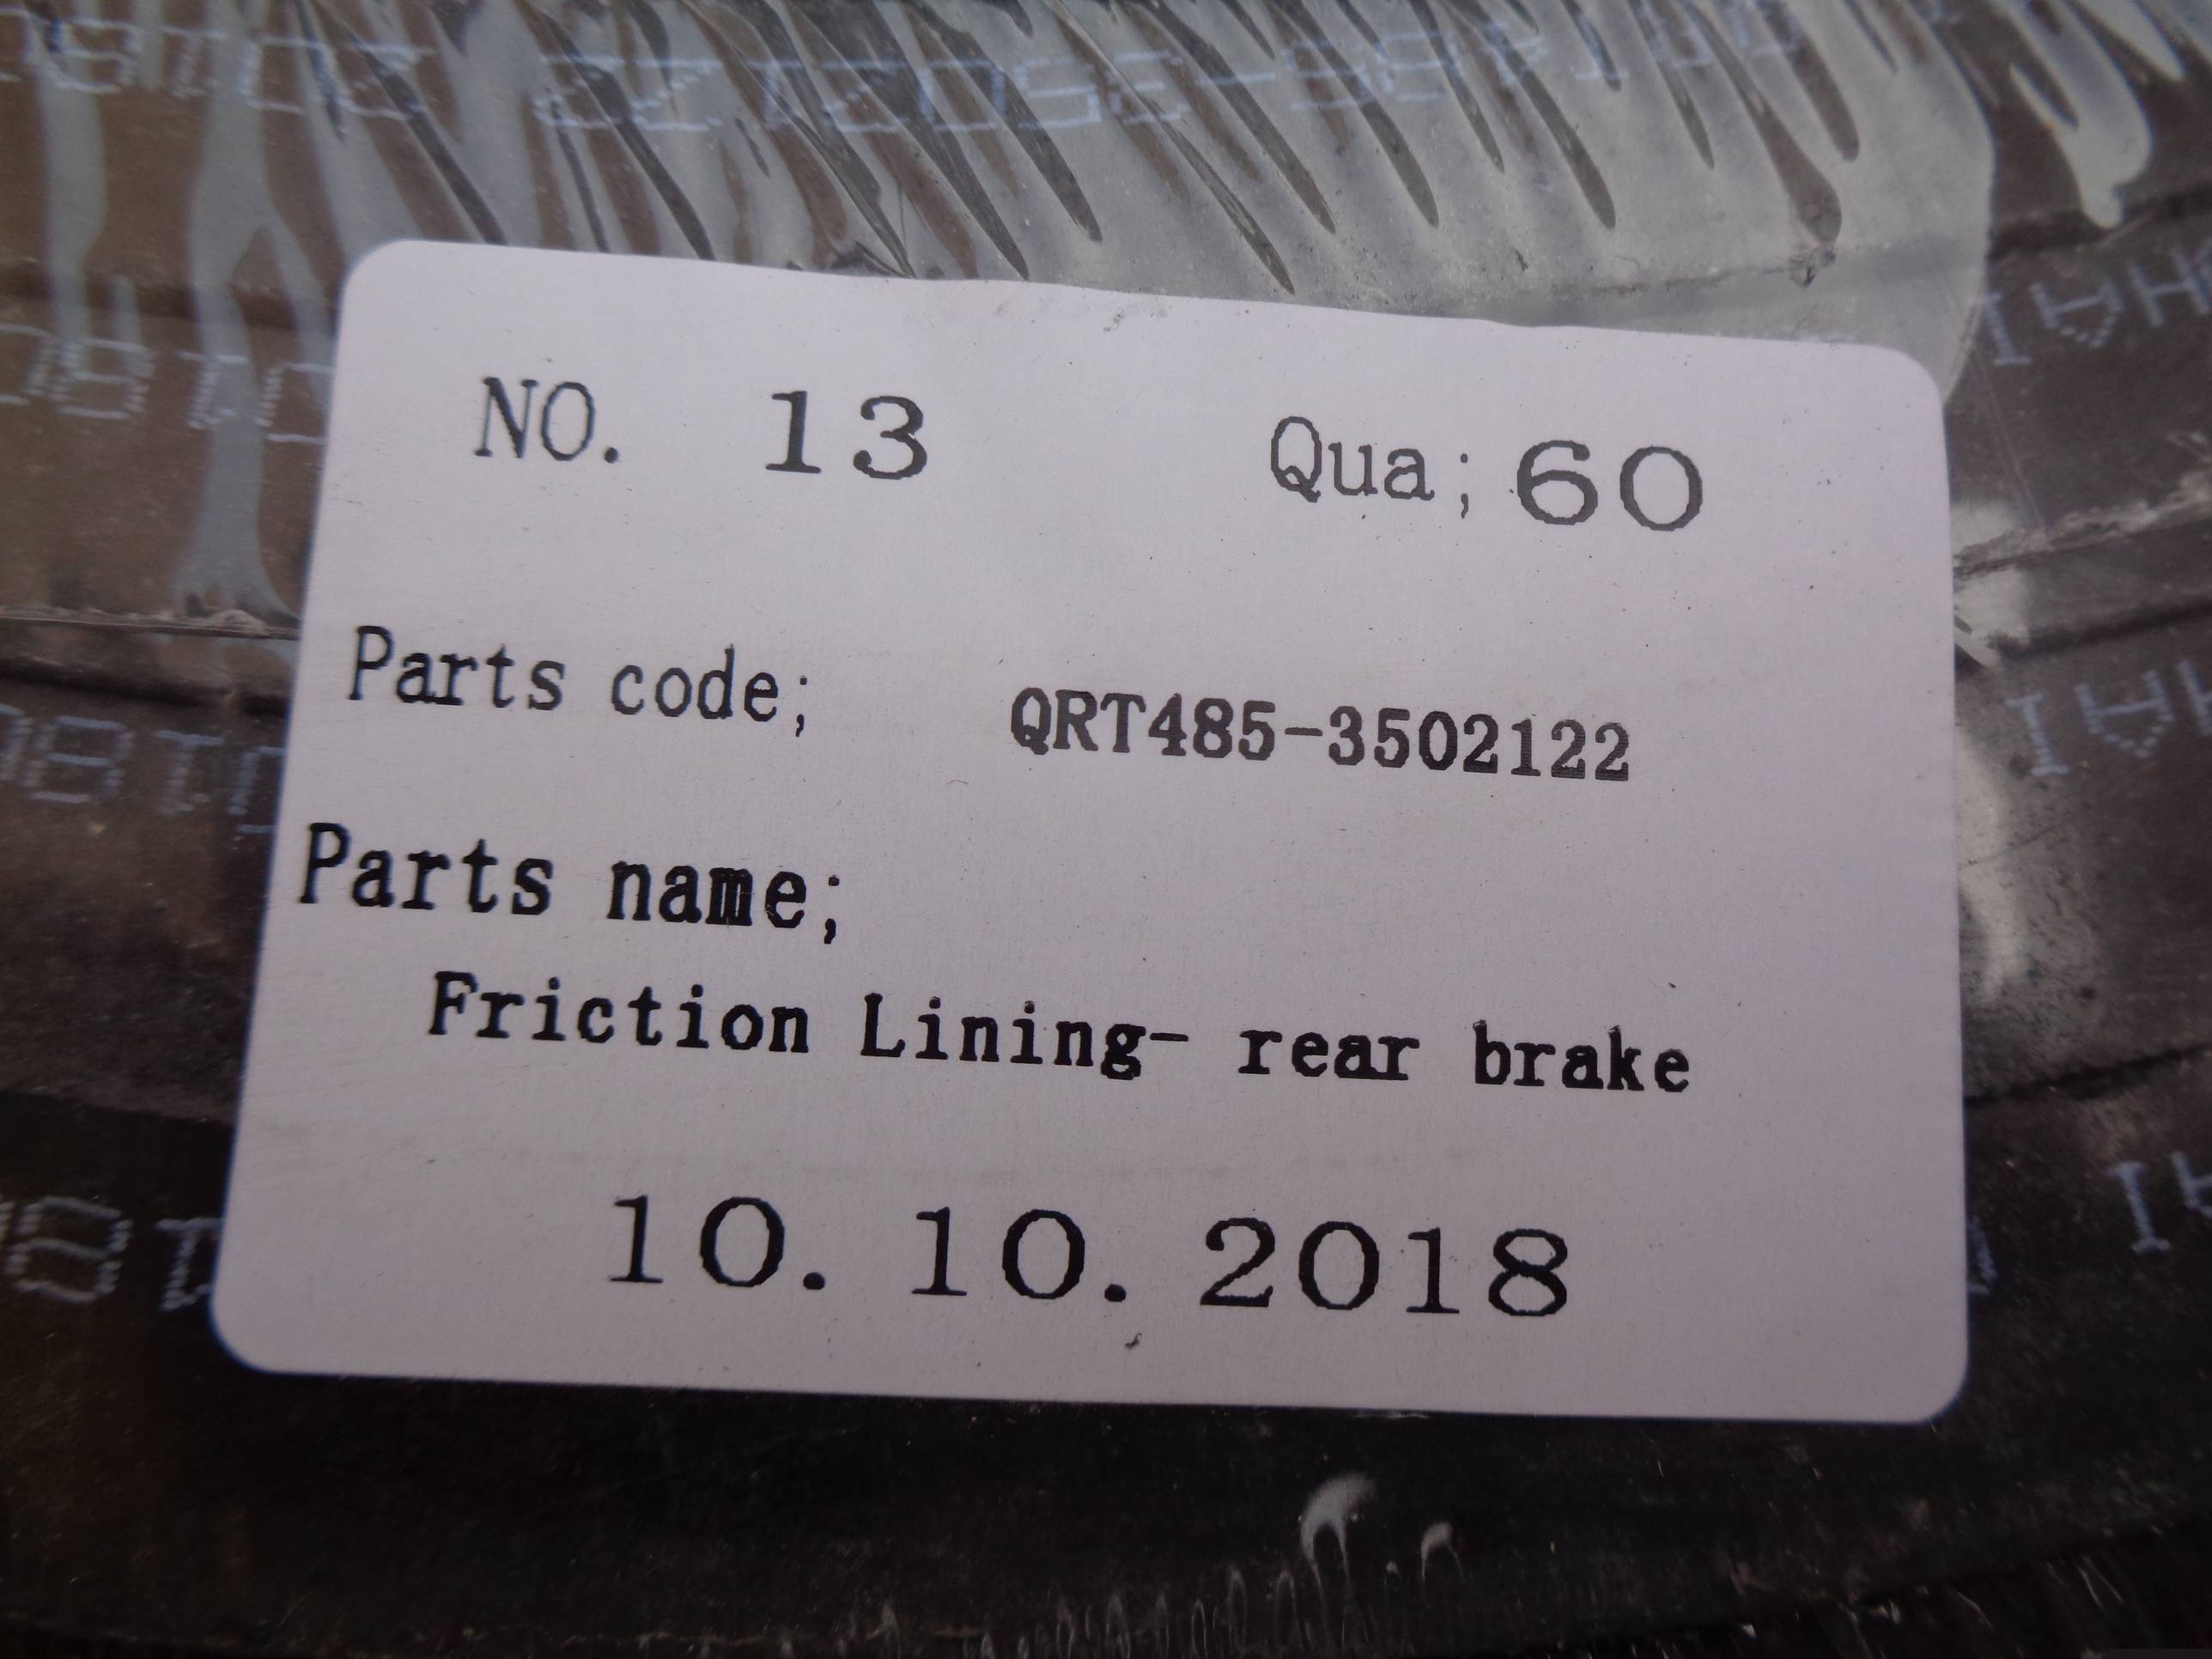 NO. 13 Qua; 60
Parts code; QRT485-3502122
Parts name;
Friction Lining- rear brake
10. 10. 2018